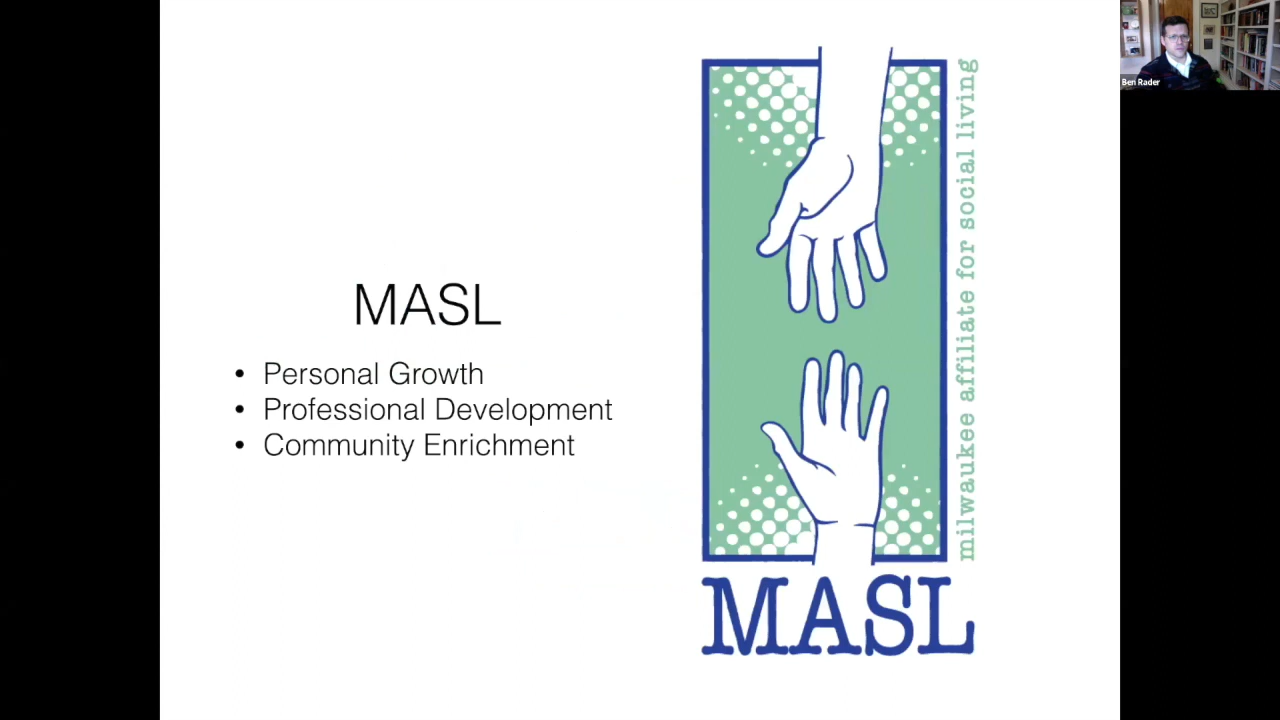 MASL
• Personal Growth
• Professional Development
• Community Enrichment
milwaukee affiliate for social living
MASL
Ben Rader